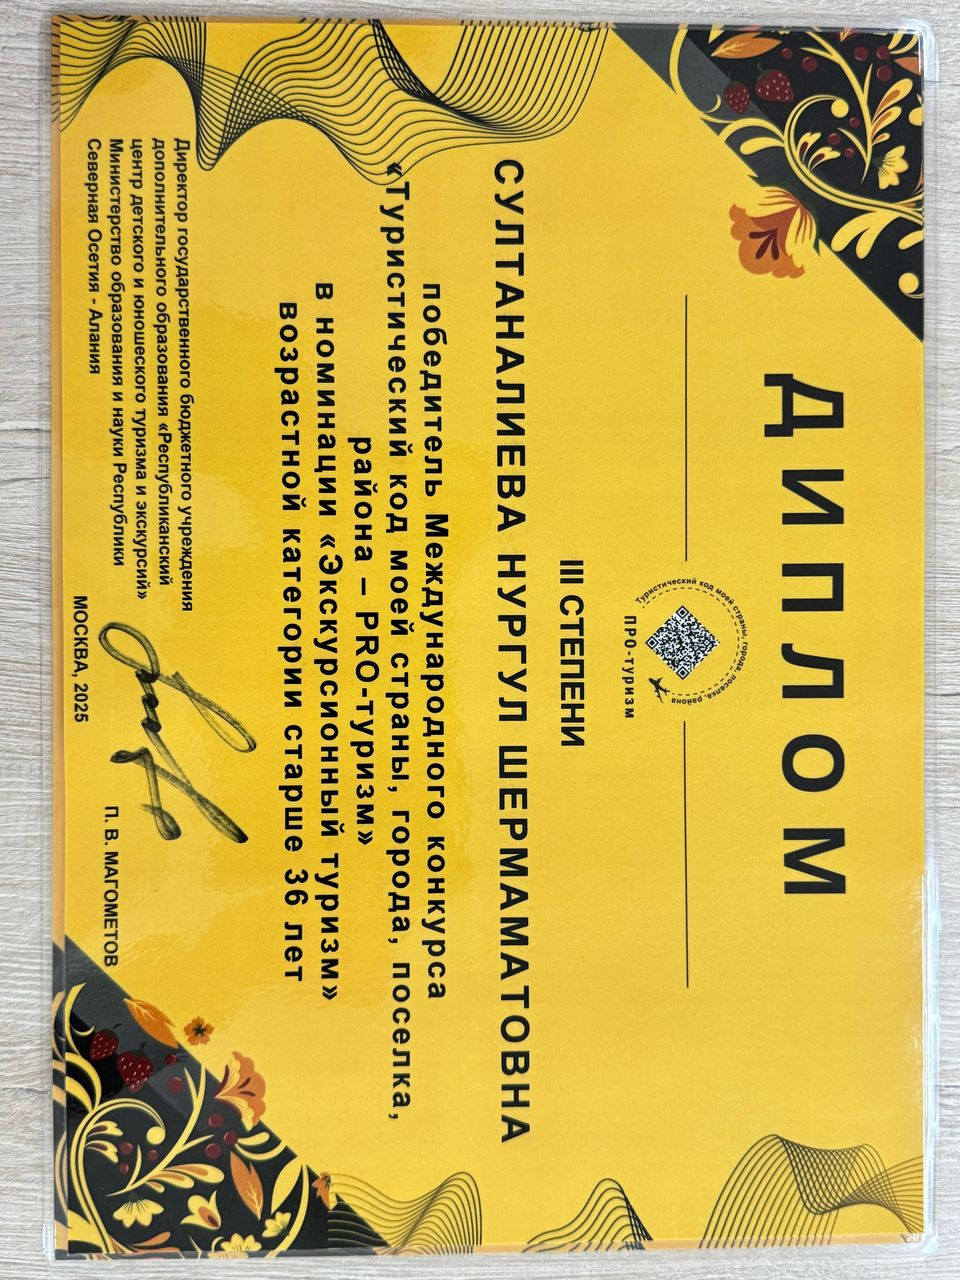 ДИПЛОМ
Туристический код моей страны, города, поселка, района
ПРО-туризм
III СТЕПЕНИ
СУЛТАНАЛИЕВА НУРГУЛ ШЕРМАМАТОВНА
победитель Международного конкурса
«Туристический код моей страны, города, поселка,
района – PRO-туризм»
в номинации «Экскурсионный туризм»
возрастной категории старше 36 лет
Директор государственного бюджетного учреждения
дополнительного образования «Республиканский
центр детского и юношеского туризма и экскурсий»
Министерство образования и науки Республики
Северная Осетия - Алания
П. В. МАГОМЕТОВ
МОСКВА, 2025